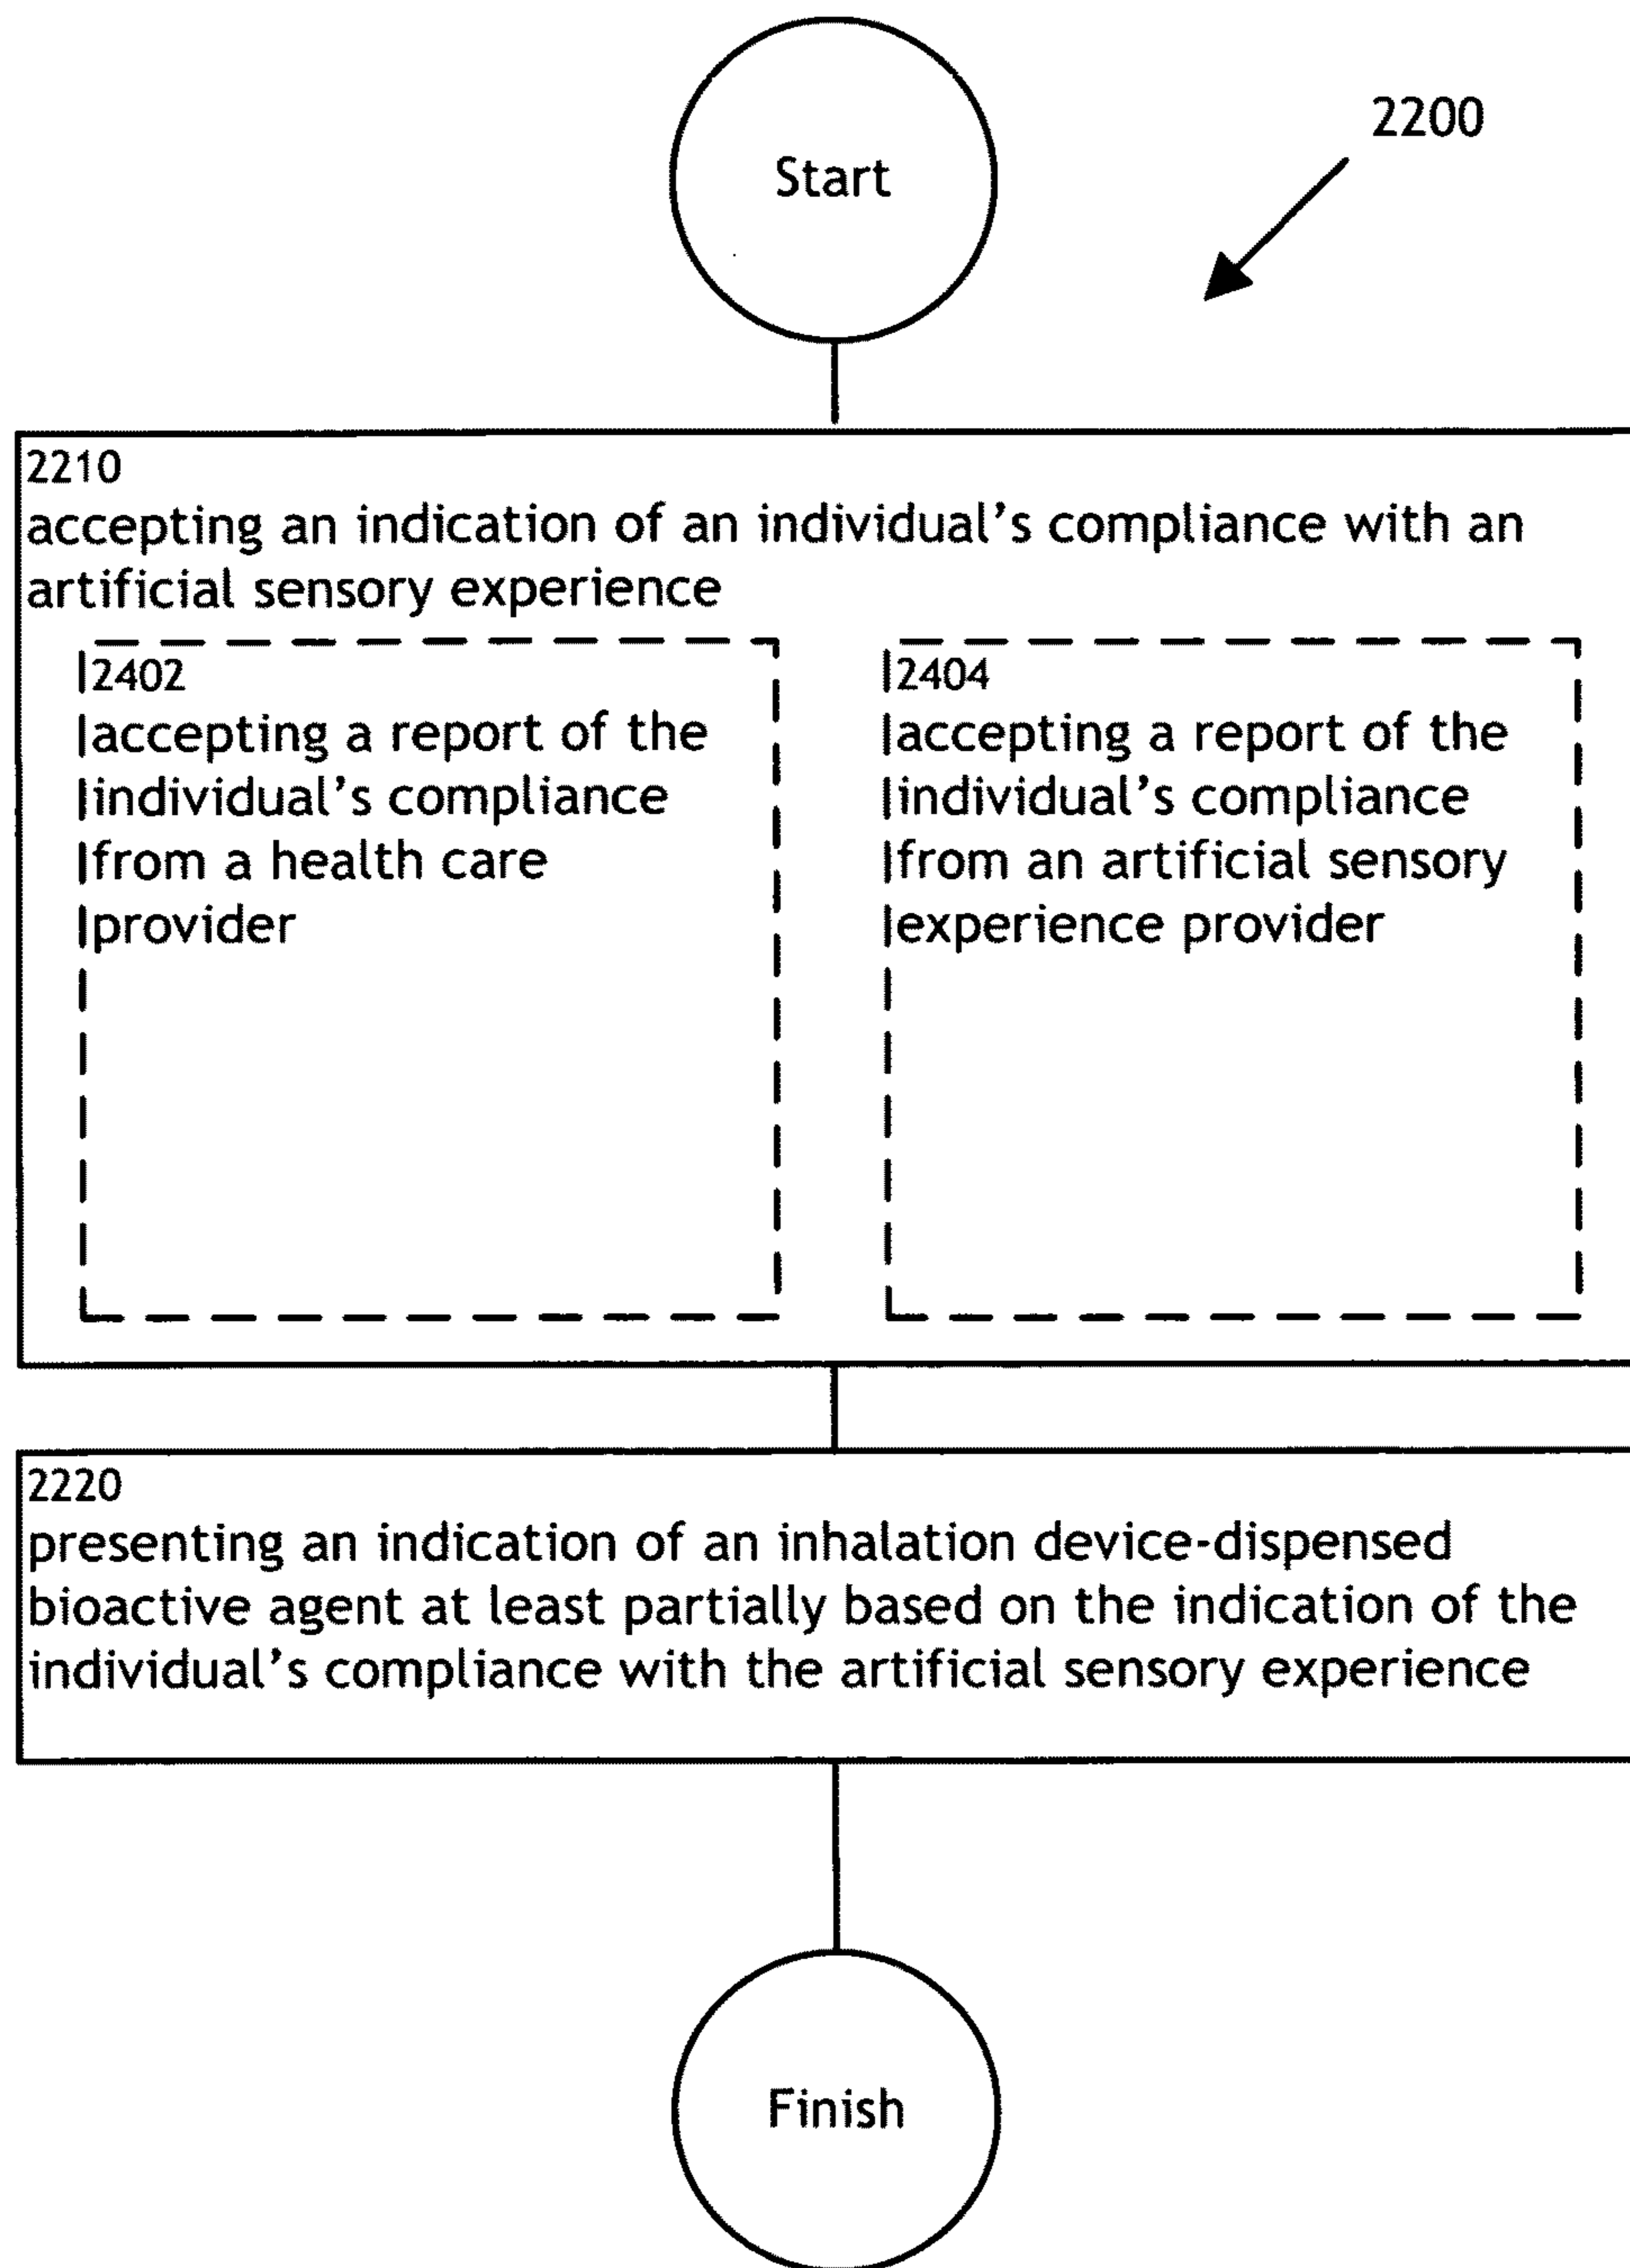 Start
2200
2210
accepting an indication of an individual's compliance with an
artificial sensory experience
2402
accepting a report of the
individual's compliance
from a health care
provider
2404
accepting a report of the
individual's compliance
from an artificial sensory
experience provider
2220
presenting an indication of an inhalation device-dispensed
bioactive agent at least partially based on the indication of the
individual's compliance with the artificial sensory experience
Finish